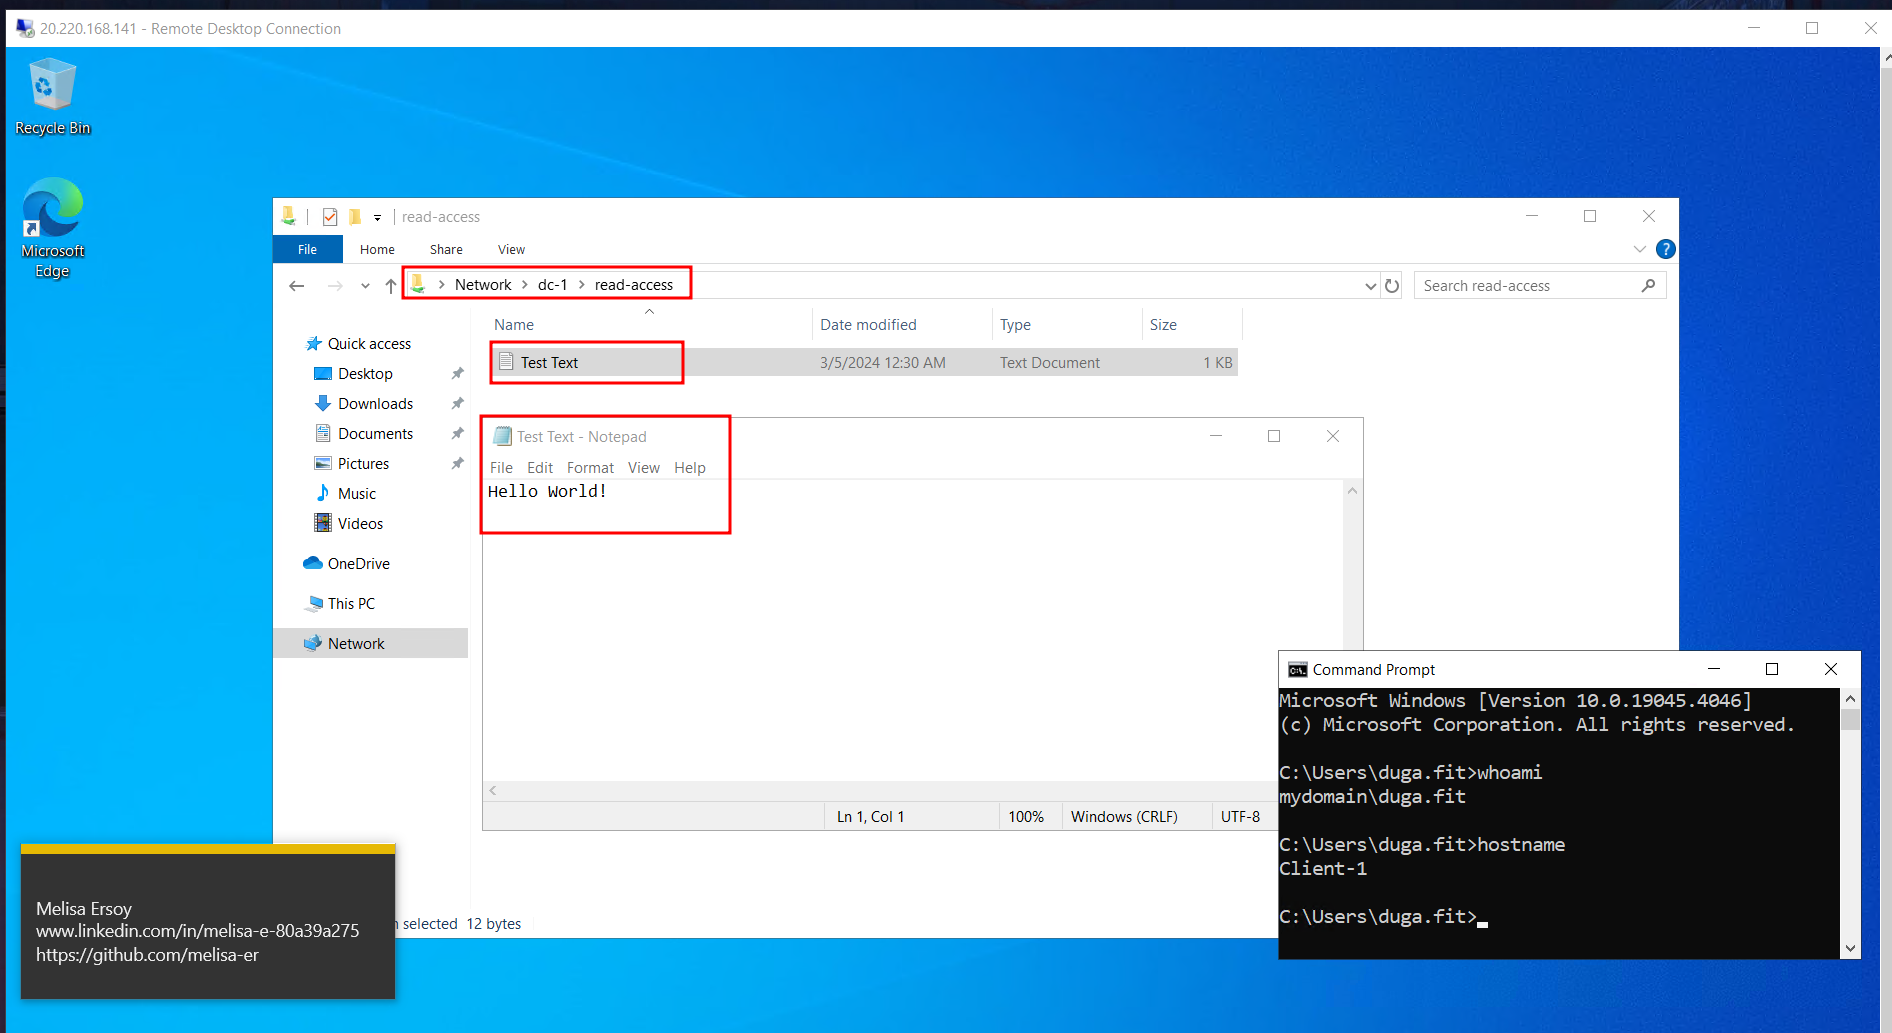 20.220.168.141 - Remote Desktop Connection
Recycle Bin
Microsoft
Edge
read-access
File Home Share View
Network dc-1 read-access
Search read-access
Name Date modified Type Size
Test Text 3/5/2024 12:30 AM Text Document 1 KB
Quick access
Desktop
Downloads
Documents
Pictures
Music
Videos
OneDrive
This PC
Network
selected 12 bytes
Test Text - Notepad
File Edit Format View Help
Hello World!
Ln 1, Col 1 100% Windows (CRLF) UTF-8
Command Prompt
Microsoft Windows [Version 10.0.19045.4046]
(c) Microsoft Corporation. All rights reserved.
C:\Users\duga.fit>whoami
mydomain\duga.fit
C:\Users\duga.fit>hostname
Client-1
C:\Users\duga.fit>
Melisa Ersoy
www.linkedin.com/in/melisa-e-80a39a275
https://github.com/melisa-er